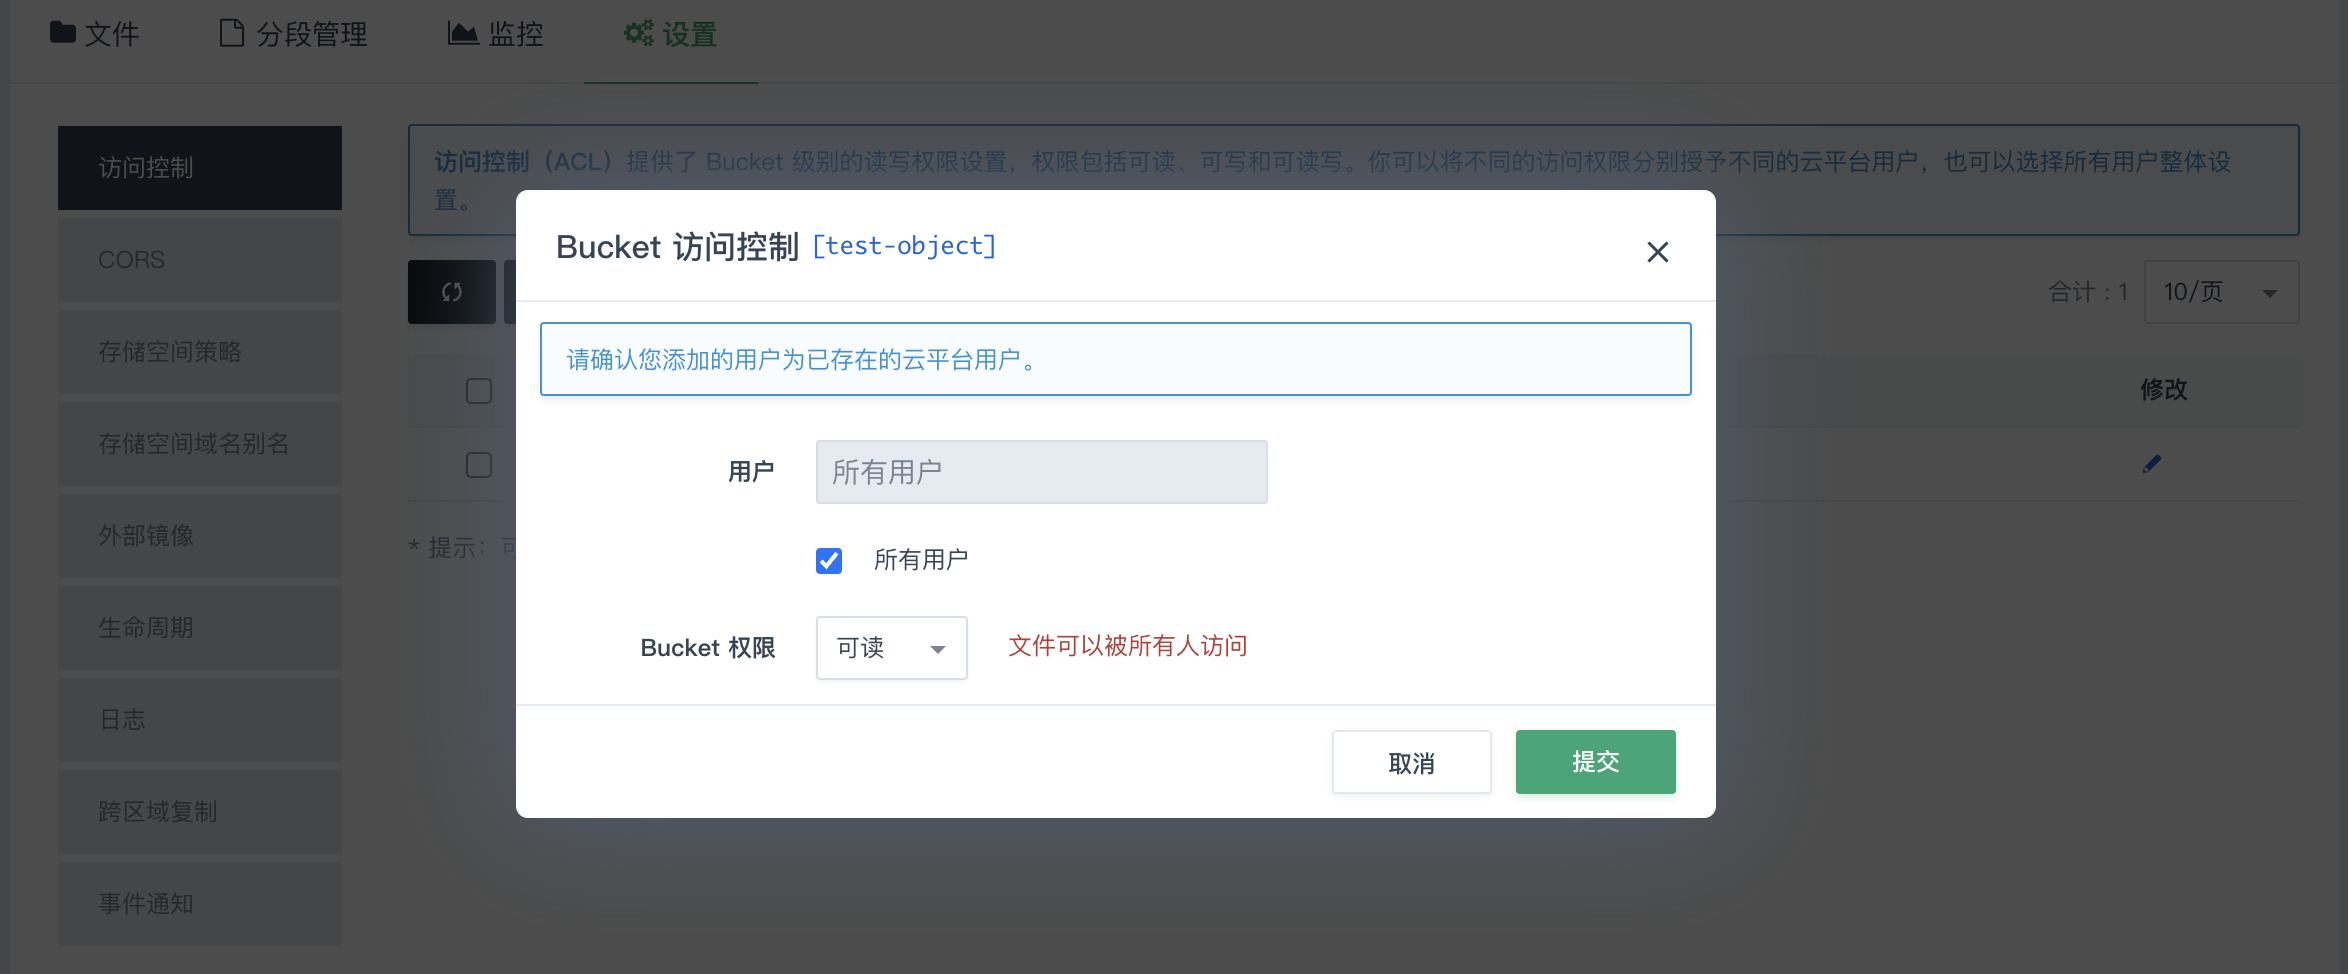 文件
分段管理
监控
设置
访问控制
CORS
存储空间策略
存储空间域名别名
外部镜像
生命周期
日志
跨区域复制
事件通知
访问控制（ACL）提供了 Bucket 级别的读写权限设置，权限包括可读、可写和可读写。你可以将不同的访问权限分别授予不同的云平台用户，也可以选择所有用户整体设
置。
合计：1
10/页
修改
* 提示：可
Bucket 访问控制 [test-object]
请确认您添加的用户为已存在的云平台用户。
用户
所有用户
所有用户
Bucket 权限
可读
文件可以被所有人访问
取消
提交